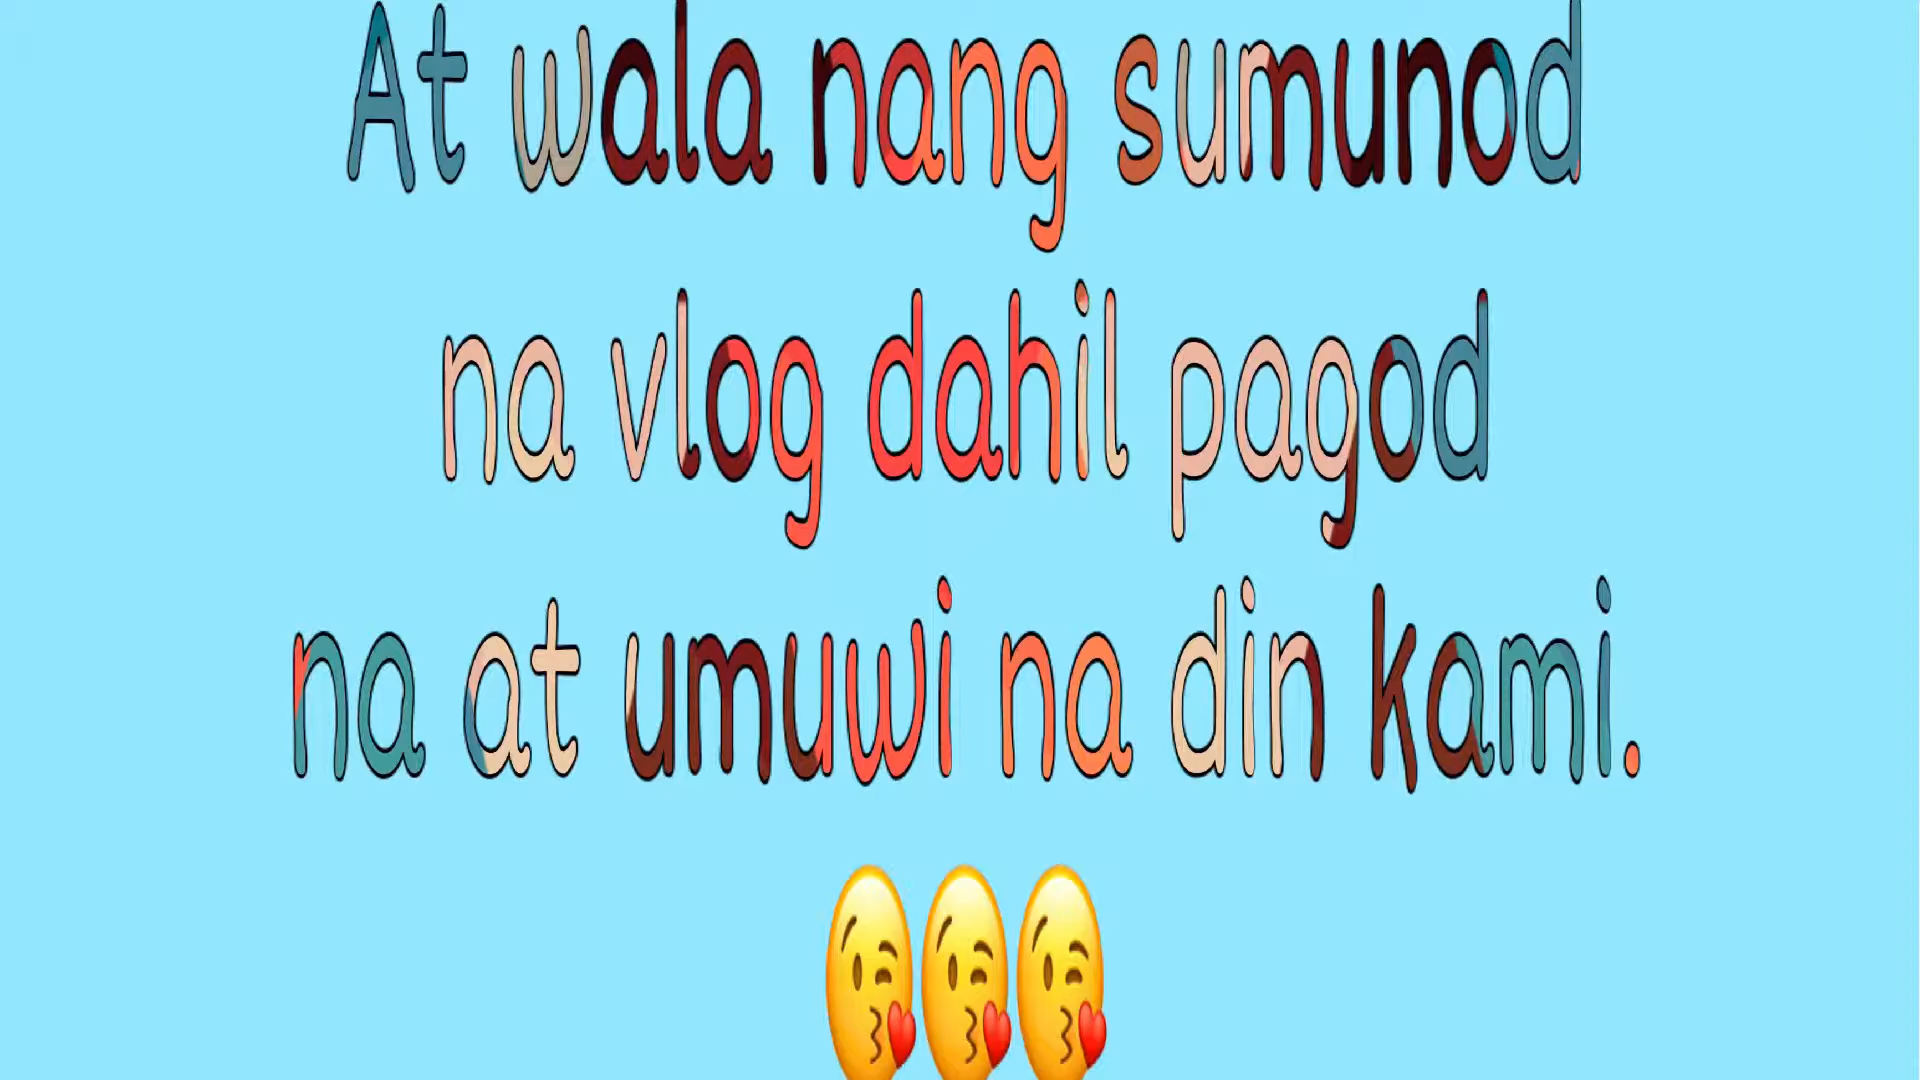 At wala nang sumunod
na vlog dahil pagod
na at umuwi na din kami.
😘😘😘